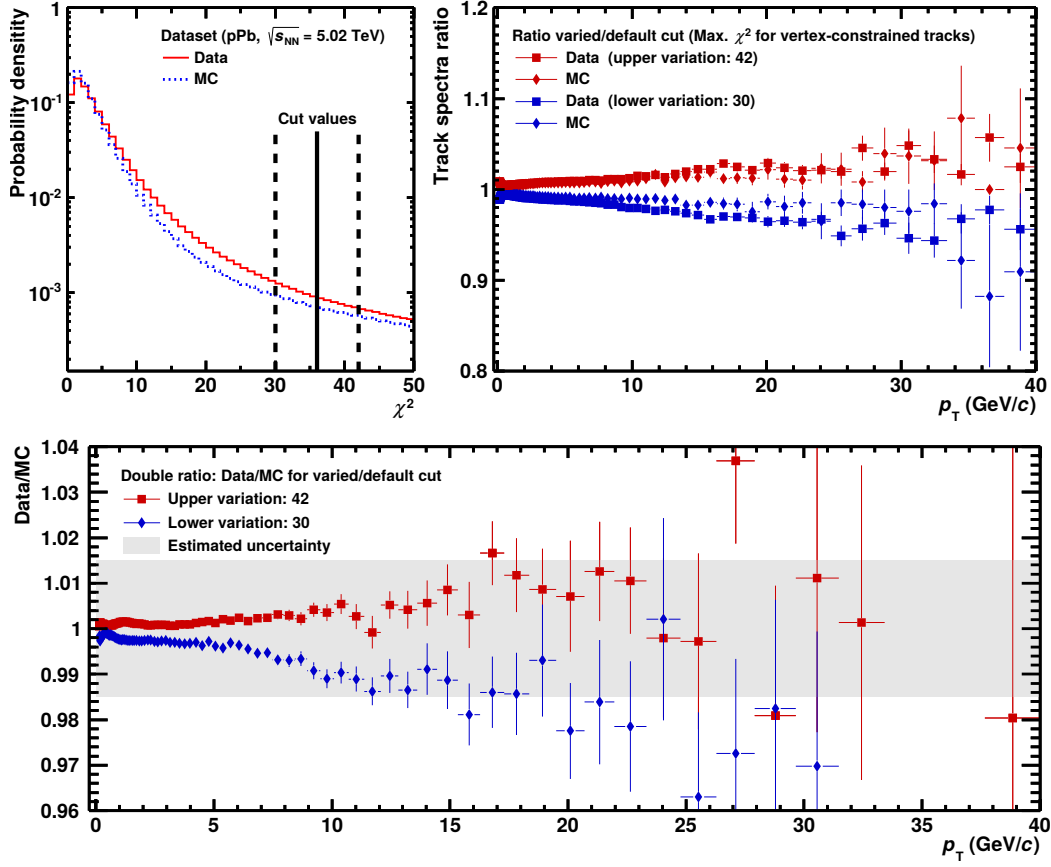 Probability densitity
1
10⁻¹
10⁻²
10⁻³
Dataset (pPb, √s_NN = 5.02 TeV)
Data
MC
Cut values
0 10 20 30 40 50
χ²
Track spectra ratio
1.2
1.1
1
0.9
0.8
Ratio varied/default cut (Max. χ² for vertex-constrained tracks)
Data (upper variation: 42)
MC
Data (lower variation: 30)
MC
0 10 20 30 40
p_T (GeV/c)
Data/MC
1.04
1.03
1.02
1.01
1
0.99
0.98
0.97
0.96
Double ratio: Data/MC for varied/default cut
Upper variation: 42
Lower variation: 30
Estimated uncertainty
0 5 10 15 20 25 30 35 40
p_T (GeV/c)